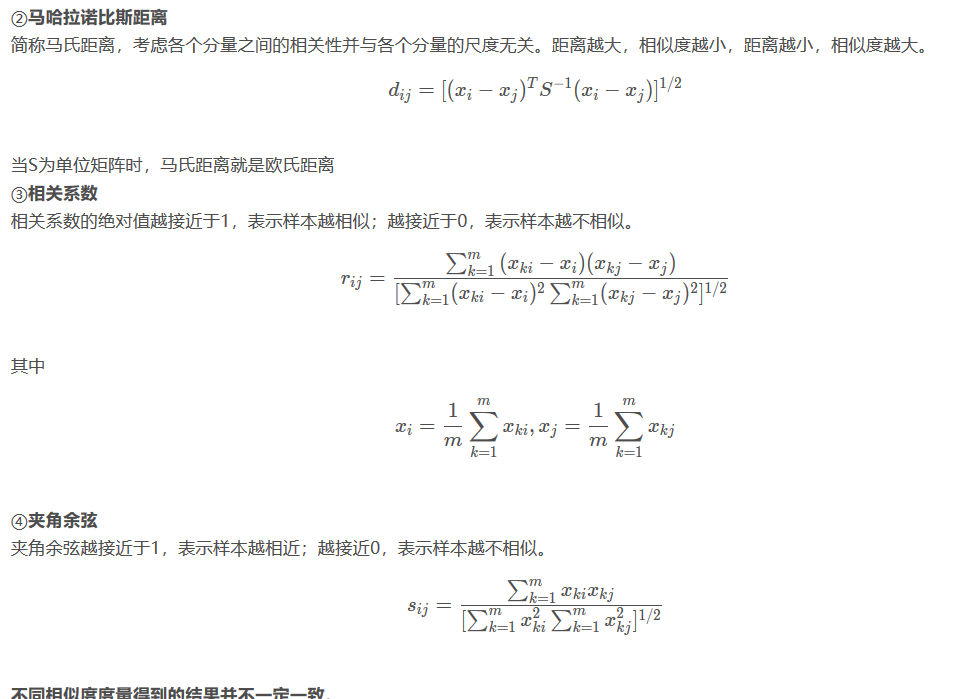 ②马哈拉诺比斯距离
简称马氏距离，考虑各个分量之间的相关性并与各个分量的尺度无关。距离越大，相似度越小，距离越小，相似度越大。
d_{ij} = [(x_i − x_j)^T S^{−1}(x_i − x_j)]^{1/2}
当S为单位矩阵时，马氏距离就是欧氏距离
③相关系数
相关系数的绝对值越接近于1，表示样本越相似；越接近于0，表示样本越不相似。
r_{ij} = \frac{\sum_{k=1}^{m}(x_{ki} − x_i)(x_{kj} − x_j)}{[\sum_{k=1}^{m}(x_{ki} − x_i)^2 \sum_{k=1}^{m}(x_{kj} − x_j)^2]^{1/2}}
其中
x_i = \frac{1}{m}\sum_{k=1}^{m} x_{ki}, x_j = \frac{1}{m}\sum_{k=1}^{m} x_{kj}
④夹角余弦
夹角余弦越接近于1，表示样本越相近；越接近0，表示样本越不相似。
s_{ij} = \frac{\sum_{k=1}^{m} x_{ki}x_{kj}}{[\sum_{k=1}^{m} x_{ki}^2 \sum_{k=1}^{m} x_{kj}^2]^{1/2}}
不同相似度度量得到的结果并不一定一致。